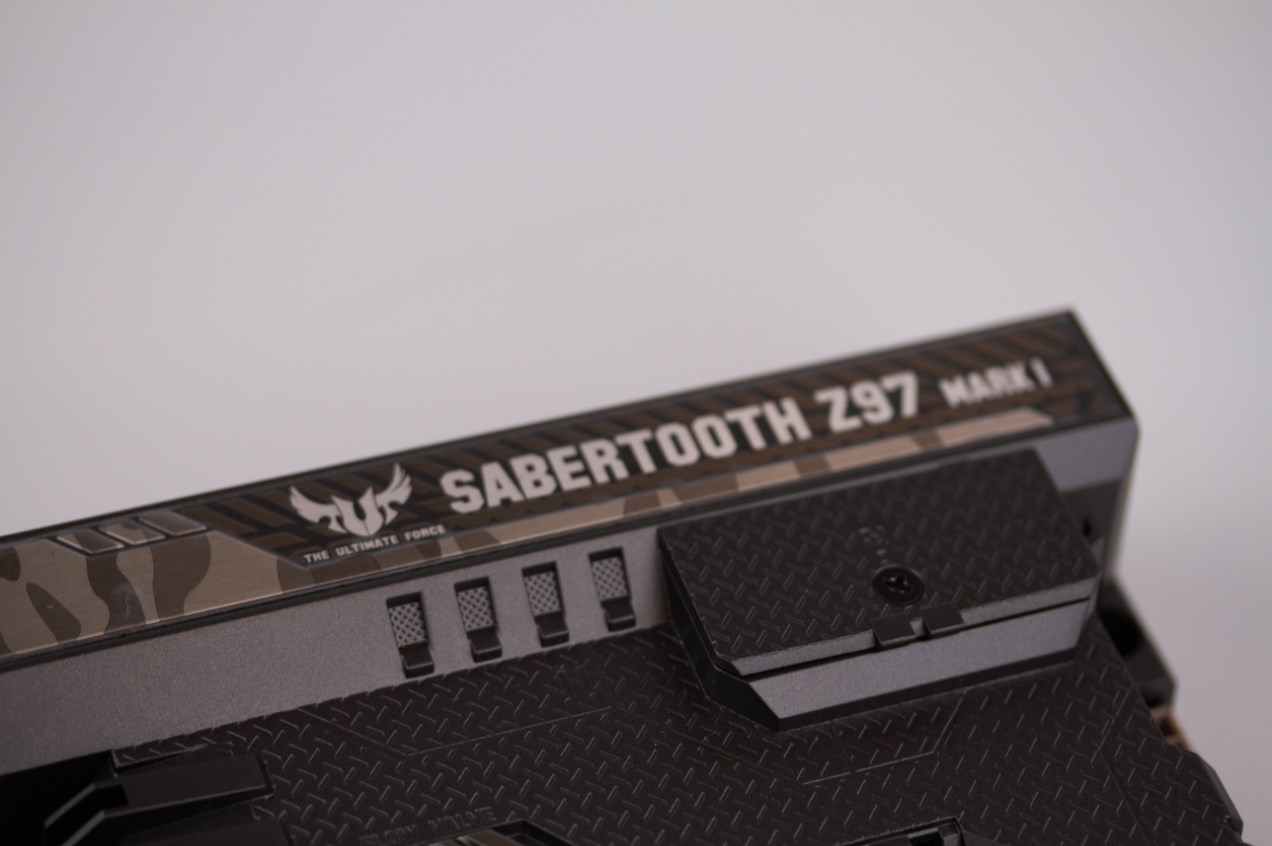 SABERTOOTH Z97 MARK I
THE ULTIMATE FORCE